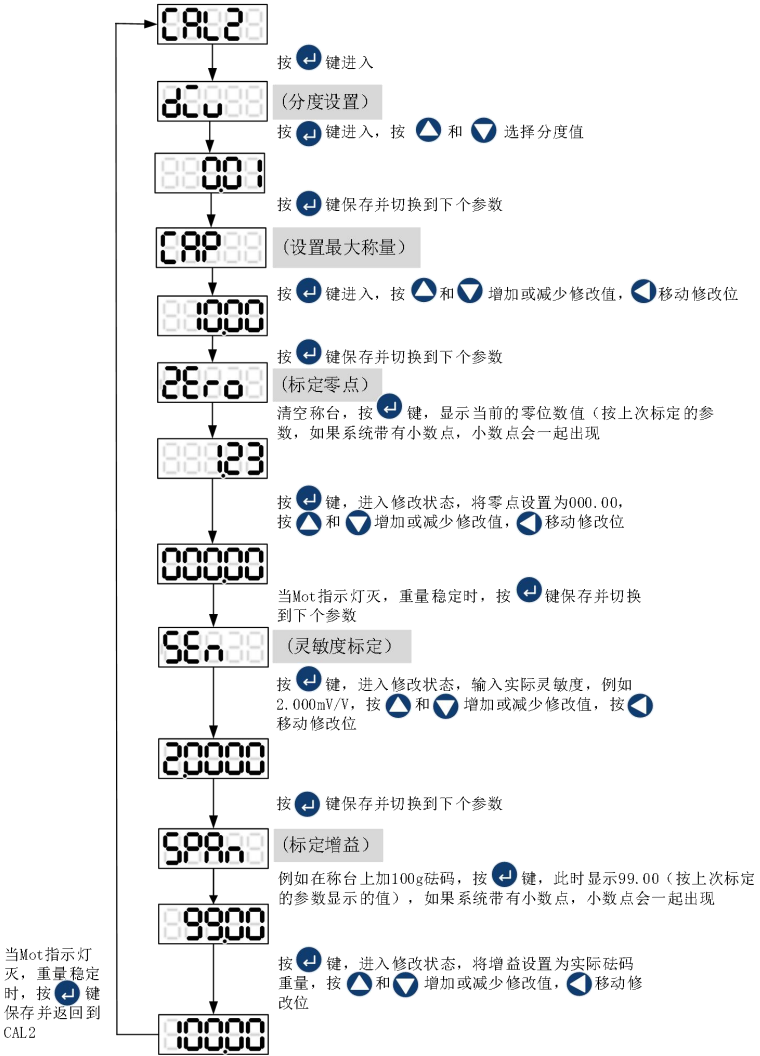 CAL2
按 键进入
div
(分度设置)
按 键进入，按 和 选择分度值
0.01
按 键保存并切换到下个参数
CAP
(设置最大称量)
按 键进入，按 和 增加或减少修改值， 移动修改位
10.00
按 键保存并切换到下个参数
ZEro
(标定零点)
清空称台，按 键，显示当前的零位数值（按上次标定的参
数，如果系统带有小数点，小数点会一起出现
1.23
按 键，进入修改状态，将零点设置为000.00，
按 和 增加或减少修改值， 移动修改位
000.00
当Mot指示灯灭，重量稳定时，按 键保存并切换
到下个参数
SEn
(灵敏度标定)
按 键，进入修改状态，输入实际灵敏度，例如
2.000mV/V，按 和 增加或减少修改值，按
移动修改位
2.0000
按 键保存并切换到下个参数
SPAn
(标定增益)
例如在称台上加100g砝码，按 键，此时显示99.00（按上次标定
的参数显示的值），如果系统带有小数点，小数点会一起出现
99.00
按 键，进入修改状态，将增益设置为实际砝码
重量，按 和 增加或减少修改值， 移动修
改位
100.00
当Mot指示灯
灭，重量稳定
时，按 键
保存并返回到
CAL2